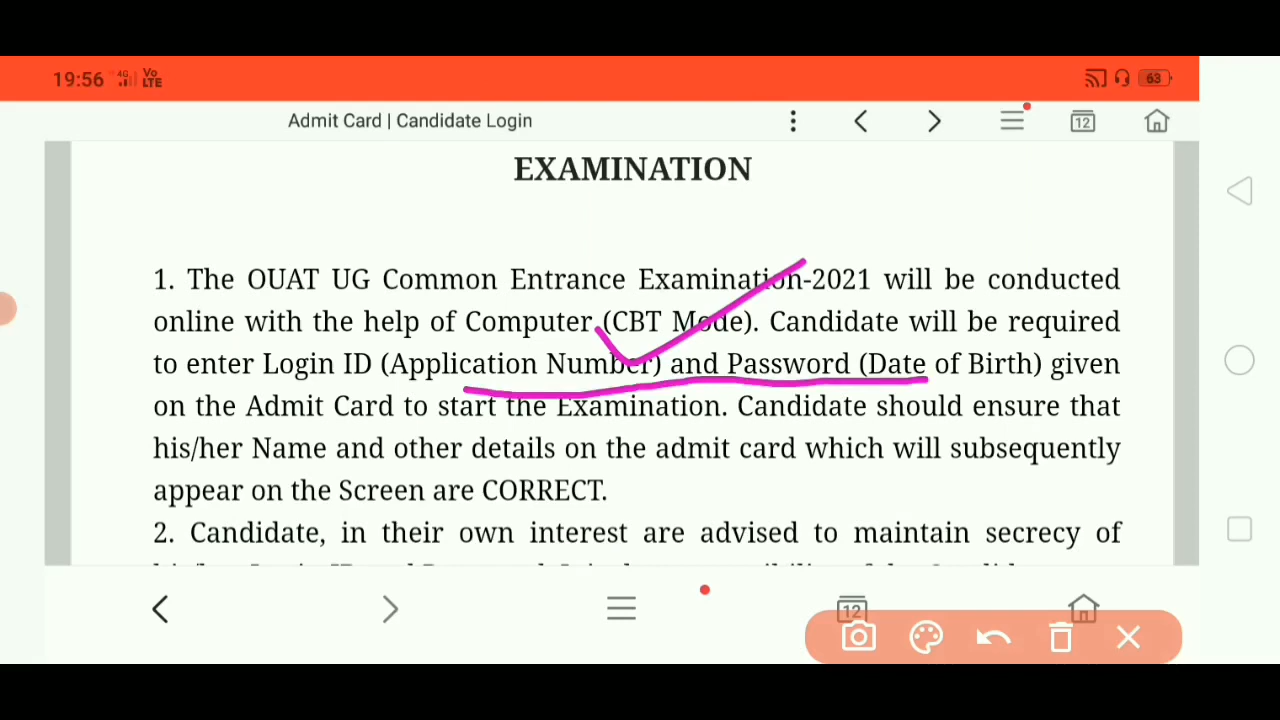 19:56 4G Vo LTE 63
Admit Card | Candidate Login 12
EXAMINATION
1. The OUAT UG Common Entrance Examination-2021 will be conducted
online with the help of Computer (CBT Mode). Candidate will be required
to enter Login ID (Application Number) and Password (Date of Birth) given
on the Admit Card to start the Examination. Candidate should ensure that
his/her Name and other details on the admit card which will subsequently
appear on the Screen are CORRECT.
2. Candidate, in their own interest are advised to maintain secrecy of
12